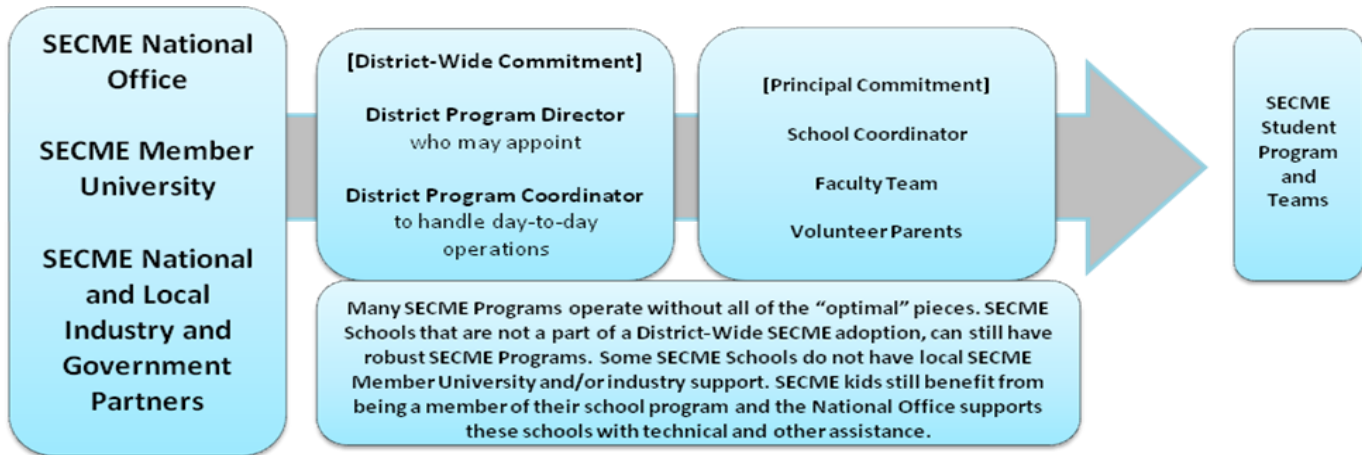 SECME National
Office
SECME Member
University
SECME National
and Local
Industry and
Government
Partners
[District-Wide Commitment]
District Program Director
who may appoint
District Program Coordinator
to handle day-to-day
operations
[Principal Commitment]
School Coordinator
Faculty Team
Volunteer Parents
Many SECME Programs operate without all of the “optimal” pieces. SECME
Schools that are not a part of a District-Wide SECME adoption, can still have
robust SECME Programs. Some SECME Schools do not have local SECME
Member University and/or industry support. SECME kids still benefit from
being a member of their school program and the National Office supports
these schools with technical and other assistance.
SECME
Student
Program
and
Teams